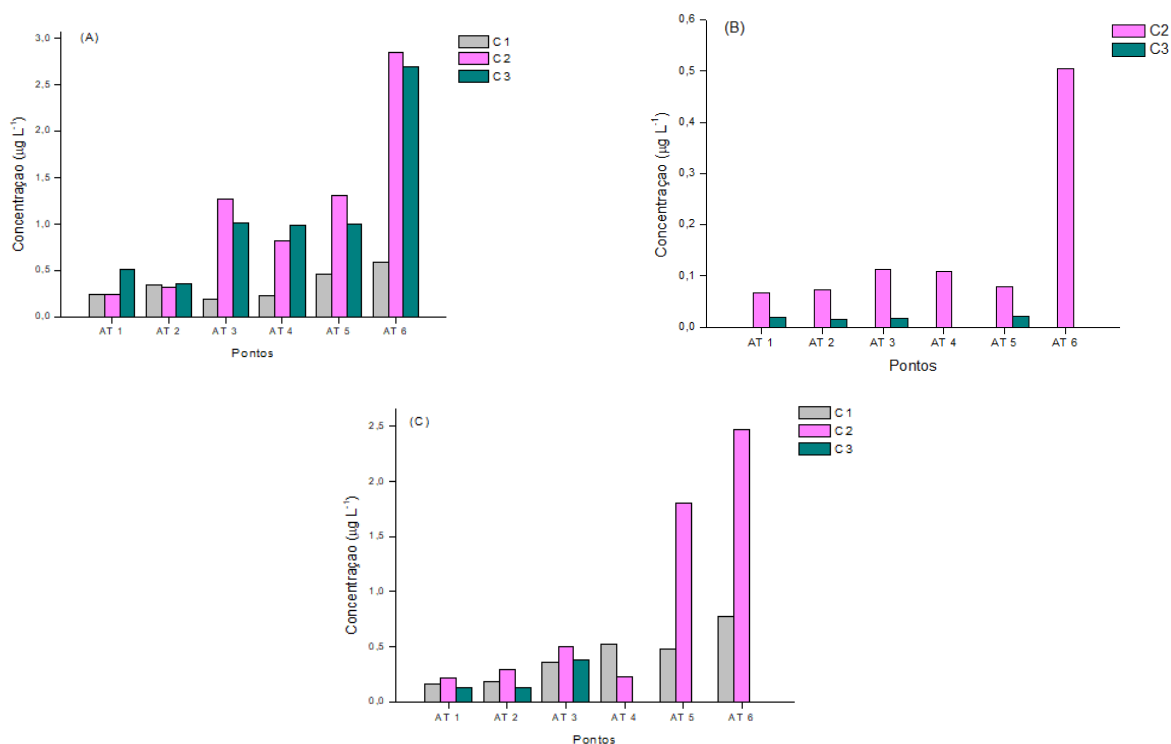 (A)
C 1
C 2
C 3
3,0
2,5
2,0
1,5
1,0
0,5
0,0
Concentraçao (µg L⁻¹)
AT 1 AT 2 AT 3 AT 4 AT 5 AT 6
Pontos
(B)
C2
C3
0,6
0,5
0,4
0,3
0,2
0,1
0,0
Concentraçao (µg L⁻¹)
AT 1 AT 2 AT 3 AT 4 AT 5 AT 6
Pontos
(C)
C 1
C 2
C 3
2,5
2,0
1,5
1,0
0,5
0,0
Concentraçao (µg L⁻¹)
AT 1 AT 2 AT 3 AT 4 AT 5 AT 6
Pontos